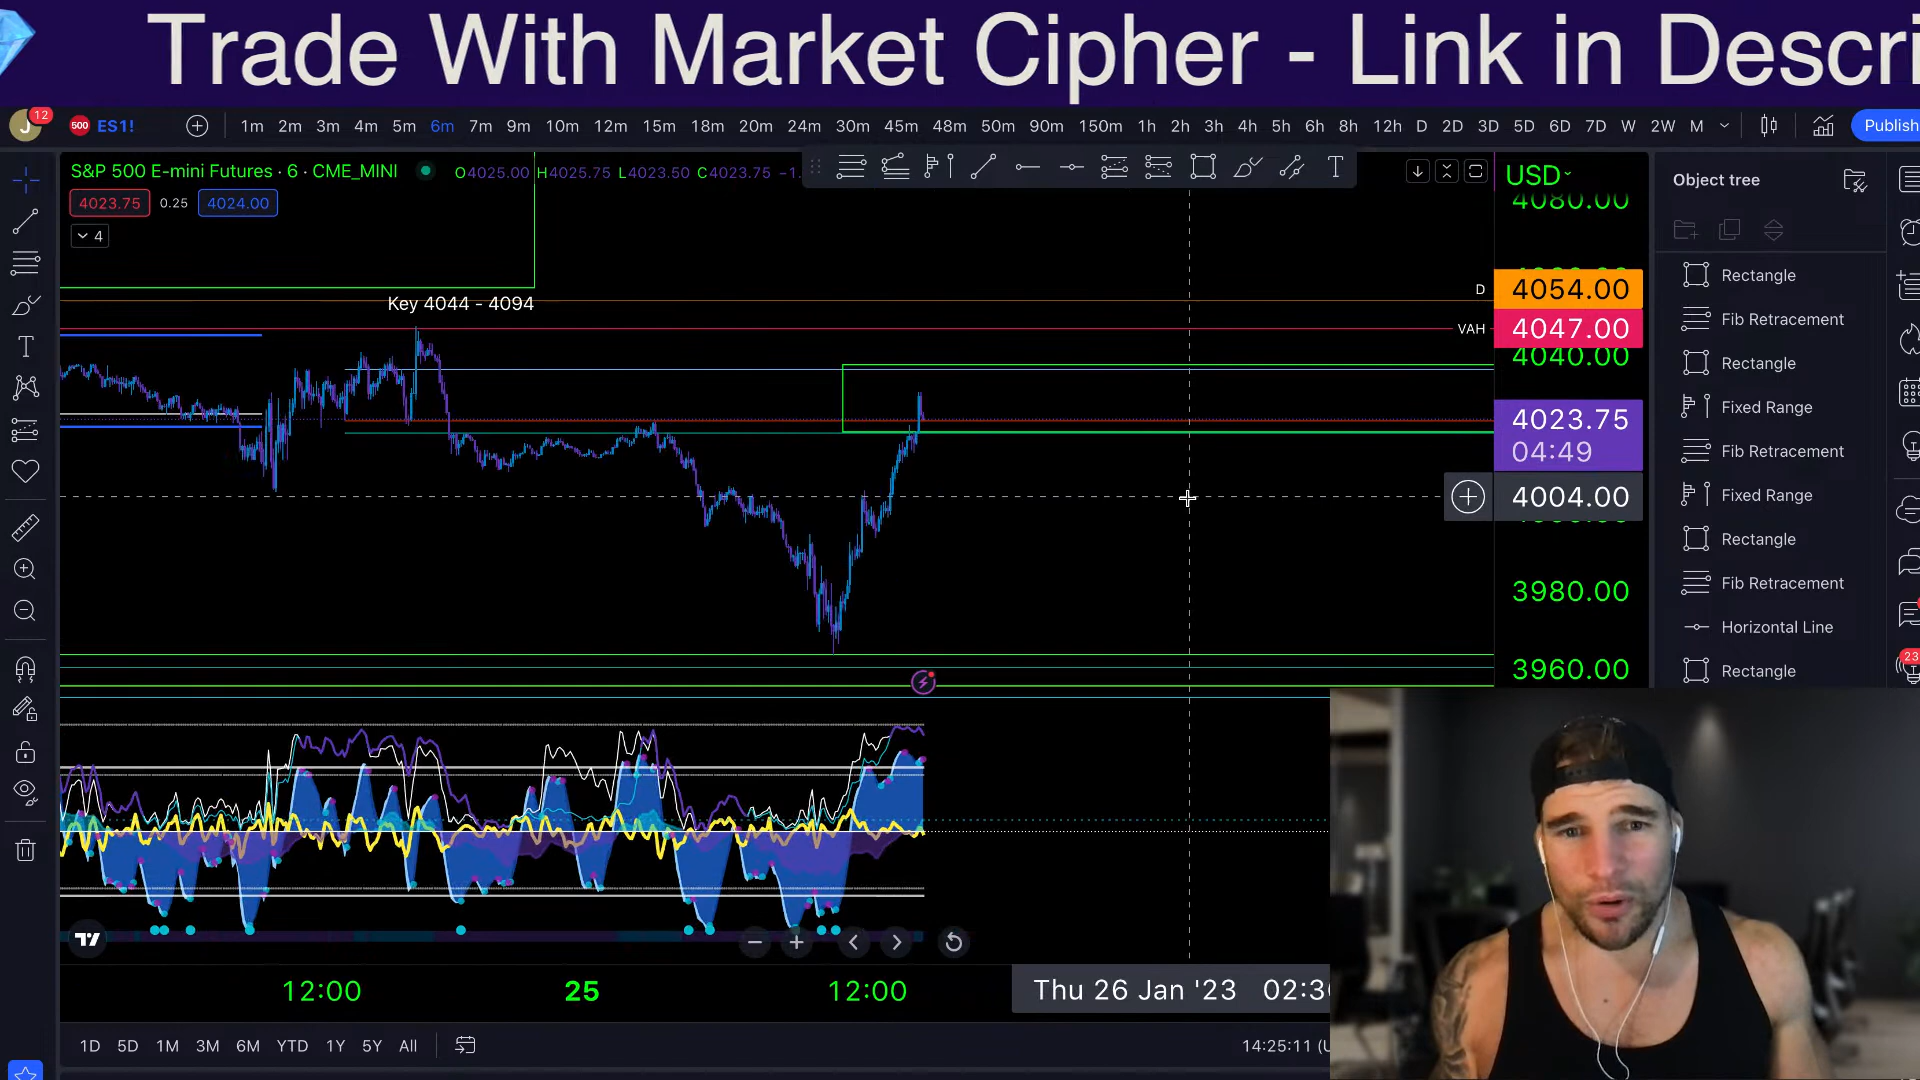 Trade With Market Cipher - Link in Descri
J
12
500
ES1!
1m 2m 3m 4m 5m 6m 7m 9m 10m 12m 15m 18m 20m 24m 30m 45m 48m 50m 90m 150m 1h 2h 3h 4h 5h 6h 8h 12h D 2D 3D 5D 6D 7D W 2W M
Publish
S&P 500 E-mini Futures · 6 · CME_MINI
O4025.00 H4025.75 L4023.50 C4023.75 −1.
T
USD
Object tree
4023.75 0.25 4024.00
4080.00
4
Rectangle
D 4054.00
Key 4044 - 4094
Fib Retracement
VAH 4047.00
4040.00
Rectangle
Fixed Range
4023.75
04:49
Fib Retracement
4004.00
Fixed Range
Rectangle
3980.00
Fib Retracement
Horizontal Line
3960.00
Rectangle
23
12:00 25 12:00
Thu 26 Jan '23
1D 5D 1M 3M 6M YTD 1Y 5Y All
14:25:11